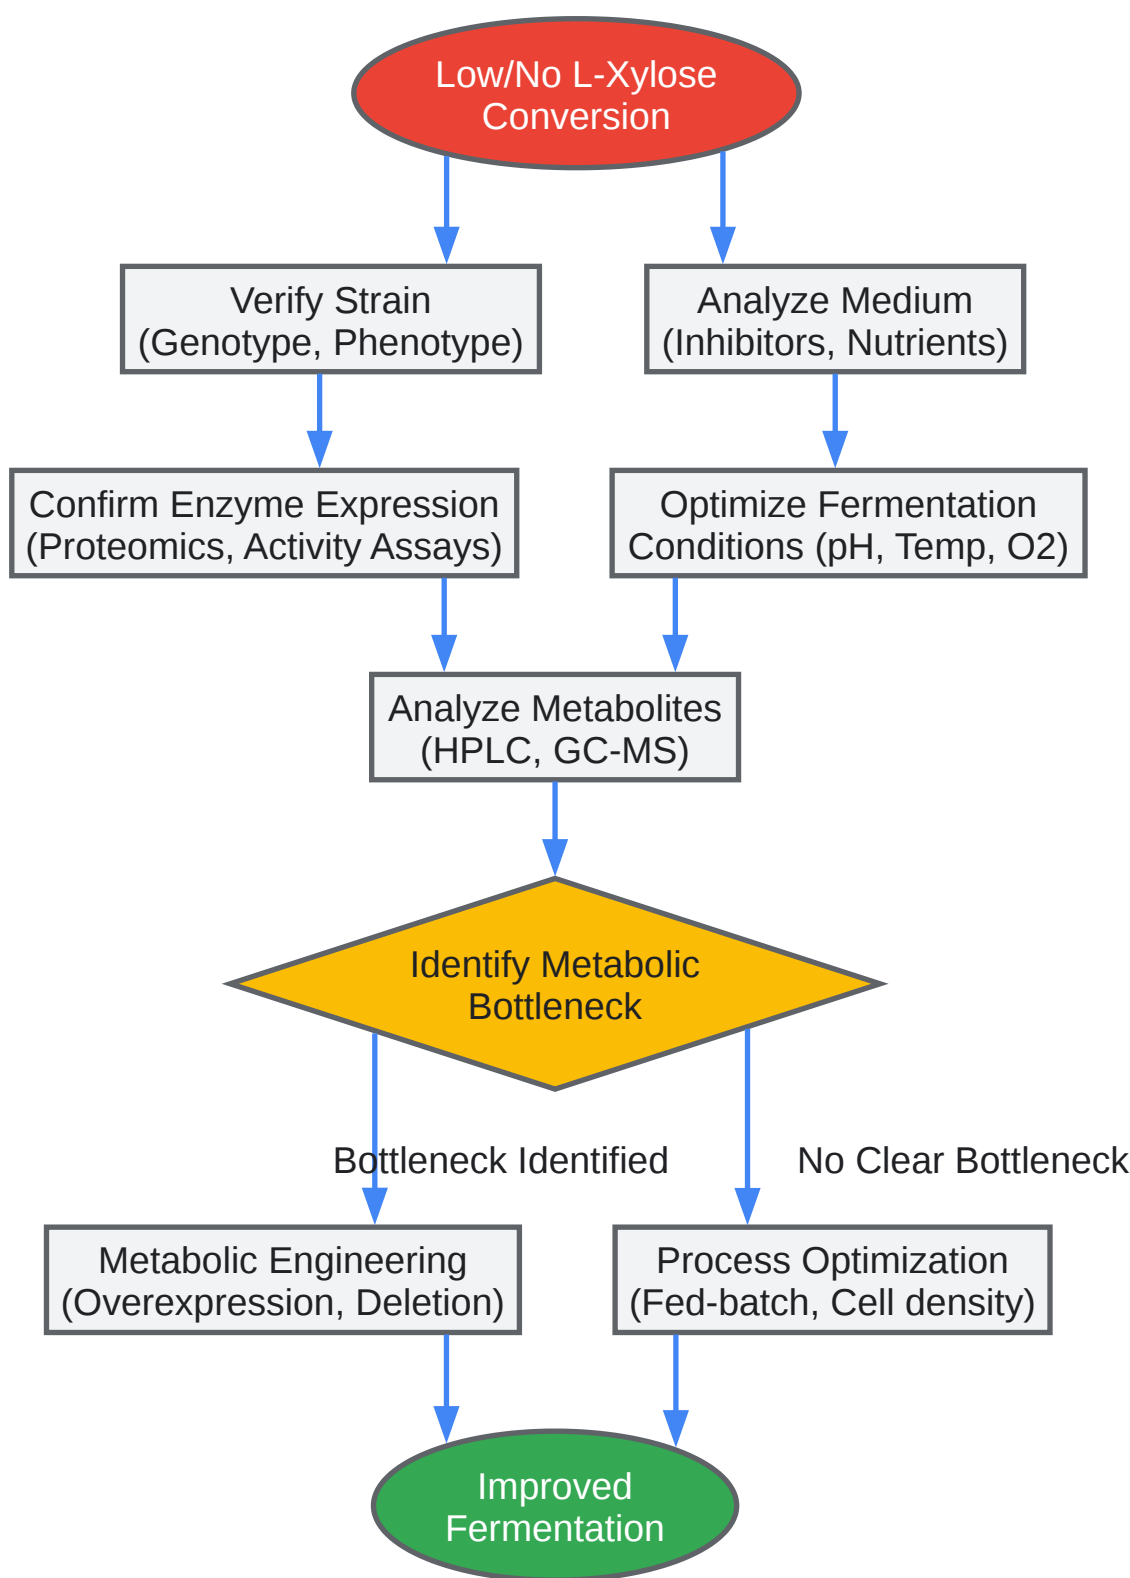 Low/No L-Xylose
Conversion
Verify Strain
(Genotype, Phenotype)
Analyze Medium
(Inhibitors, Nutrients)
Confirm Enzyme Expression
(Proteomics, Activity Assays)
Optimize Fermentation
Conditions (pH, Temp, O2)
Analyze Metabolites
(HPLC, GC-MS)
Identify Metabolic
Bottleneck
Bottleneck Identified
No Clear Bottleneck
Metabolic Engineering
(Overexpression, Deletion)
Process Optimization
(Fed-batch, Cell density)
Improved
Fermentation